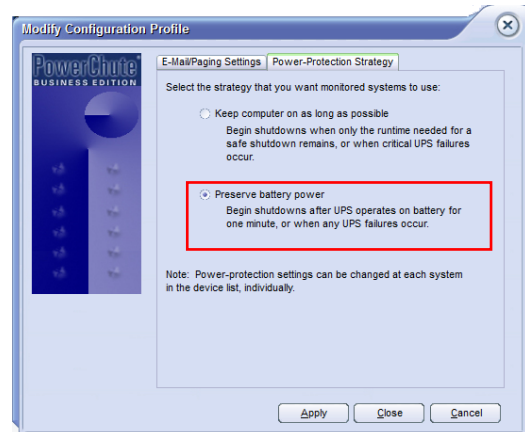 Modify Configuration Profile
PowerChute
BUSINESS EDITION
E-Mail/Paging Settings
Power-Protection Strategy
Select the strategy that you want monitored systems to use:
Keep computer on as long as possible
Begin shutdowns when only the runtime needed for a
safe shutdown remains, or when critical UPS failures
occur.
Preserve battery power
Begin shutdowns after UPS operates on battery for
one minute, or when any UPS failures occur.
Note: Power-protection settings can be changed at each system
in the device list, individually.
Apply
Close
Cancel